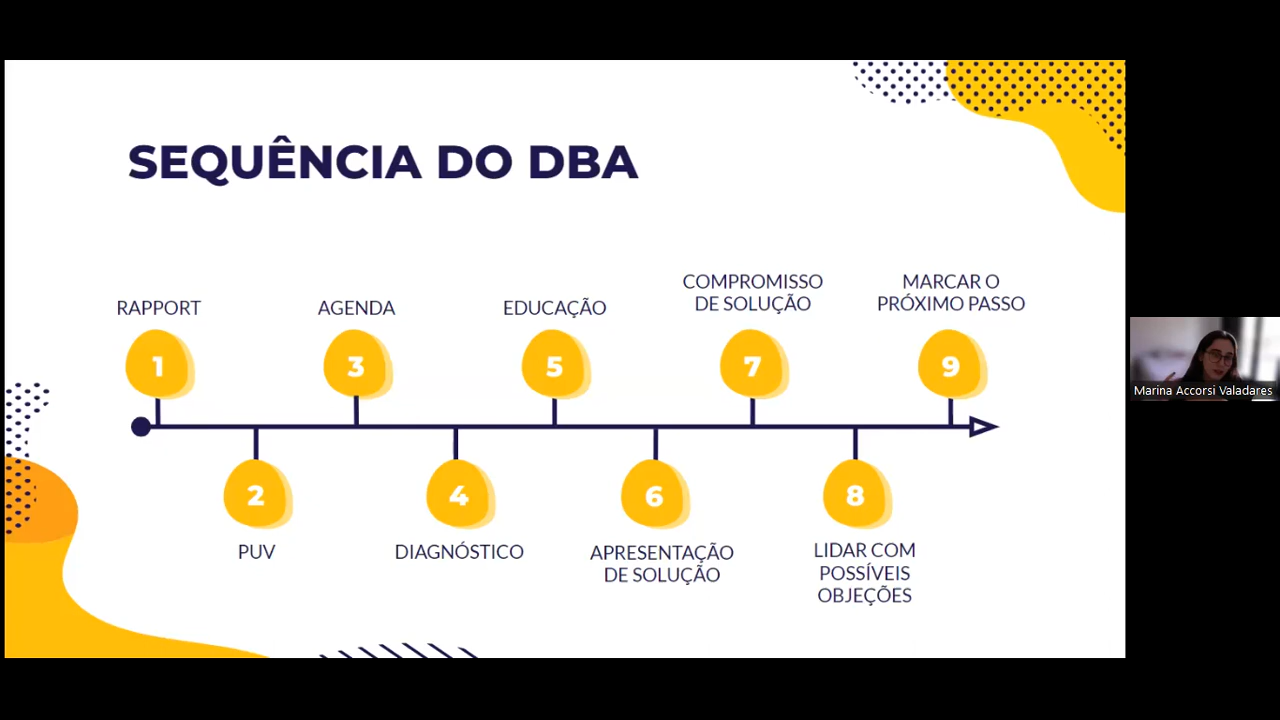 SEQUÊNCIA DO DBA
RAPPORT
1
PUV
2
AGENDA
3
DIAGNÓSTICO
4
EDUCAÇÃO
5
APRESENTAÇÃO
DE SOLUÇÃO
6
COMPROMISSO
DE SOLUÇÃO
7
LIDAR COM
POSSÍVEIS
OBJEÇÕES
8
MARCAR O
PRÓXIMO PASSO
9
Marina Accorsi Valadares